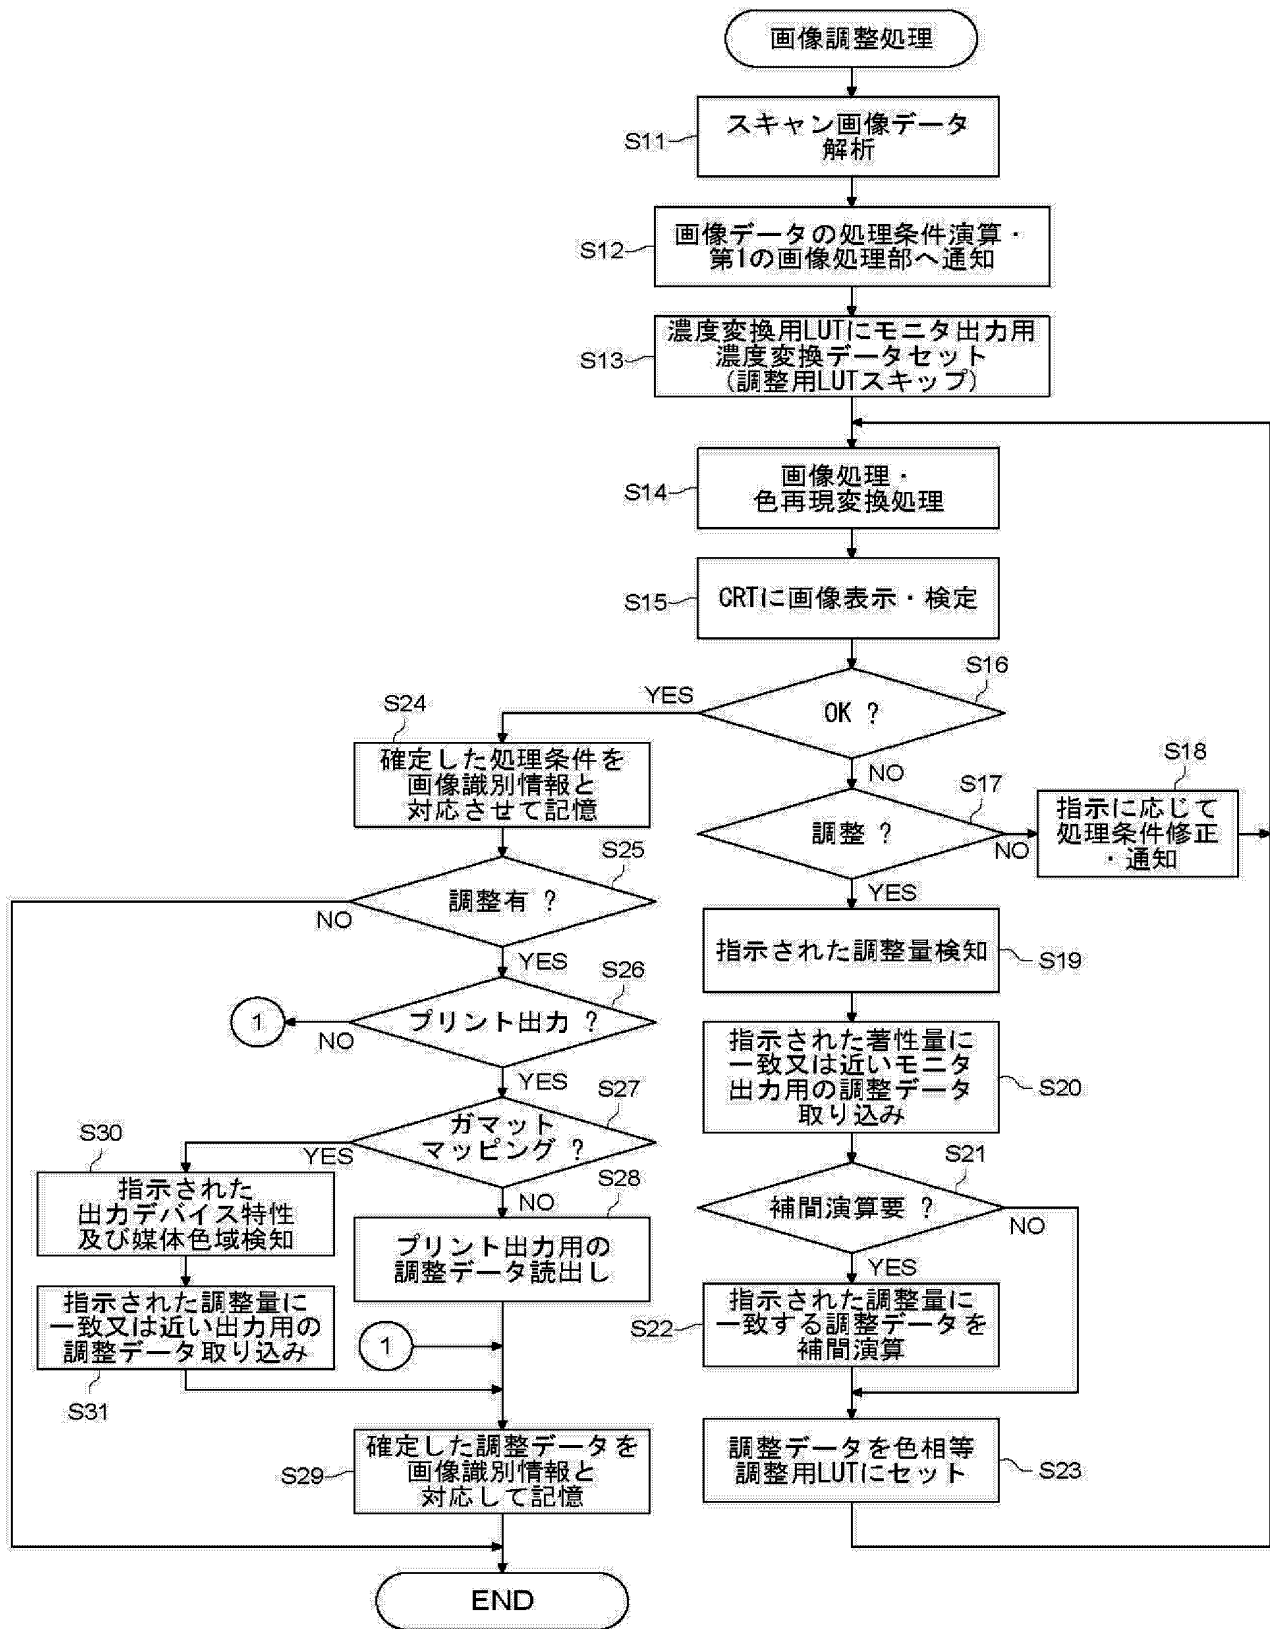 画像調整処理
S11
スキャン画像データ
解析
S12
画像データの処理条件演算・
第1の画像処理部へ通知
S13
濃度変換用LUTにモニタ出力用
濃度変換データセット
(調整用LUTスキップ)
S14
画像処理・
色再現変換処理
S15
CRTに画像表示・検定
S16
OK ?
YES
NO
S17
調整 ?
NO
YES
S18
指示に応じて
処理条件修正
・通知
S19
指示された調整量検知
S20
指示された著性量に
一致又は近いモニタ
出力用の調整データ
取り込み
S21
補間演算要 ?
NO
YES
S22
指示された調整量に
一致する調整データを
補間演算
S23
調整データを色相等
調整用LUTにセット
S24
確定した処理条件を
画像識別情報と
対応させて記憶
S25
調整有 ?
NO
YES
S26
プリント出力 ?
NO
1
YES
S27
ガマット
マッピング ?
YES
NO
S28
プリント出力用の
調整データ読出し
1
S30
指示された
出力デバイス特性
及び媒体色域検知
指示された調整量に
一致又は近い出力用の
調整データ取り込み
S31
S29
確定した調整データを
画像識別情報と
対応して記憶
END